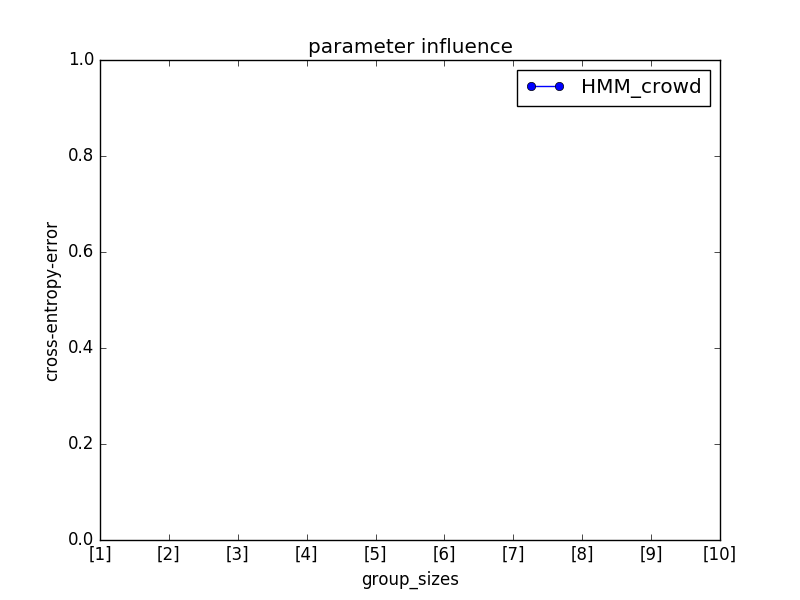 parameter influence
HMM_crowd
1.0
0.8
0.6
0.4
0.2
0.0
cross-entropy-error
[1] [2] [3] [4] [5] [6] [7] [8] [9] [10]
group_sizes